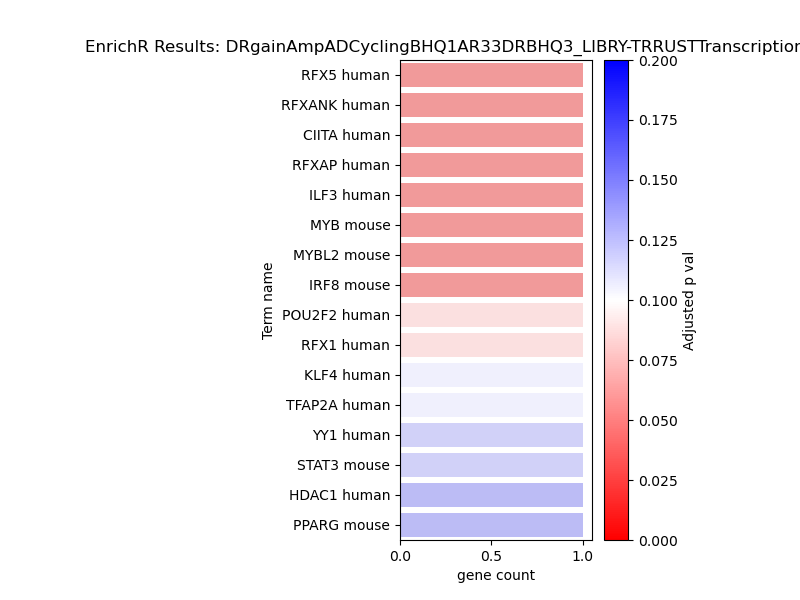 EnrichR Results: DRgainAmpADCyclingBHQ1AR33DRBHQ3_LIBRY-TRRUSTTranscription
RFX5 human
RFXANK human
CIITA human
RFXAP human
ILF3 human
MYB mouse
MYBL2 mouse
IRF8 mouse
POU2F2 human
RFX1 human
KLF4 human
TFAP2A human
YY1 human
STAT3 mouse
HDAC1 human
PPARG mouse
Term name
0.0 0.5 1.0
gene count
0.200
0.175
0.150
0.125
0.100
0.075
0.050
0.025
0.000
Adjusted p val